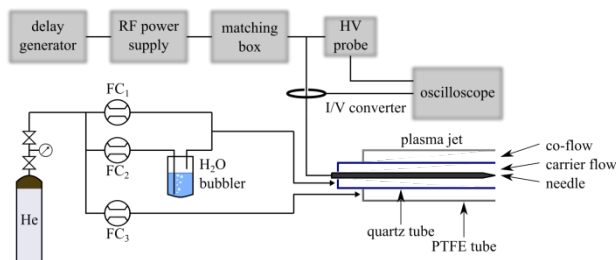 delay
generator
RF power
supply
matching
box
HV
probe
oscilloscope
I/V converter
FC1
FC2
H2O
bubbler
FC3
He
plasma jet
co-flow
carrier flow
needle
quartz tube
PTFE tube